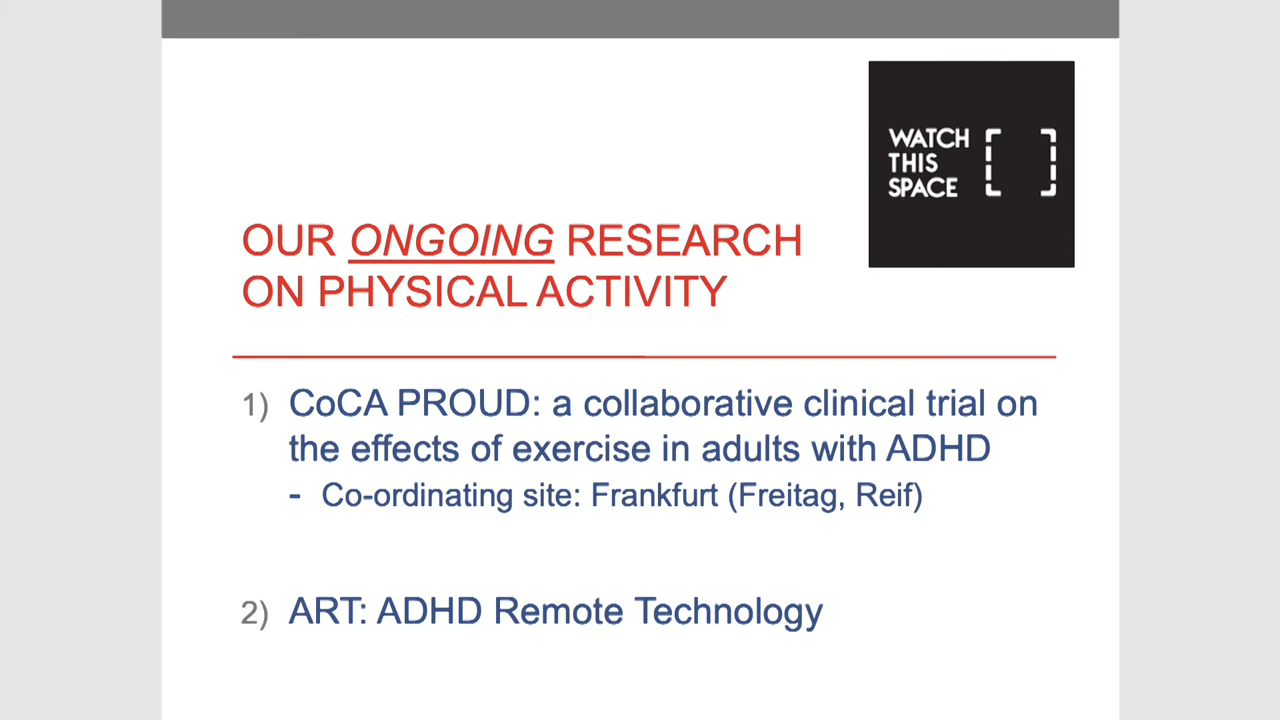 WATCH
THIS
SPACE
OUR ONGOING RESEARCH
ON PHYSICAL ACTIVITY
1) CoCA PROUD: a collaborative clinical trial on
the effects of exercise in adults with ADHD
- Co-ordinating site: Frankfurt (Freitag, Reif)
2) ART: ADHD Remote Technology